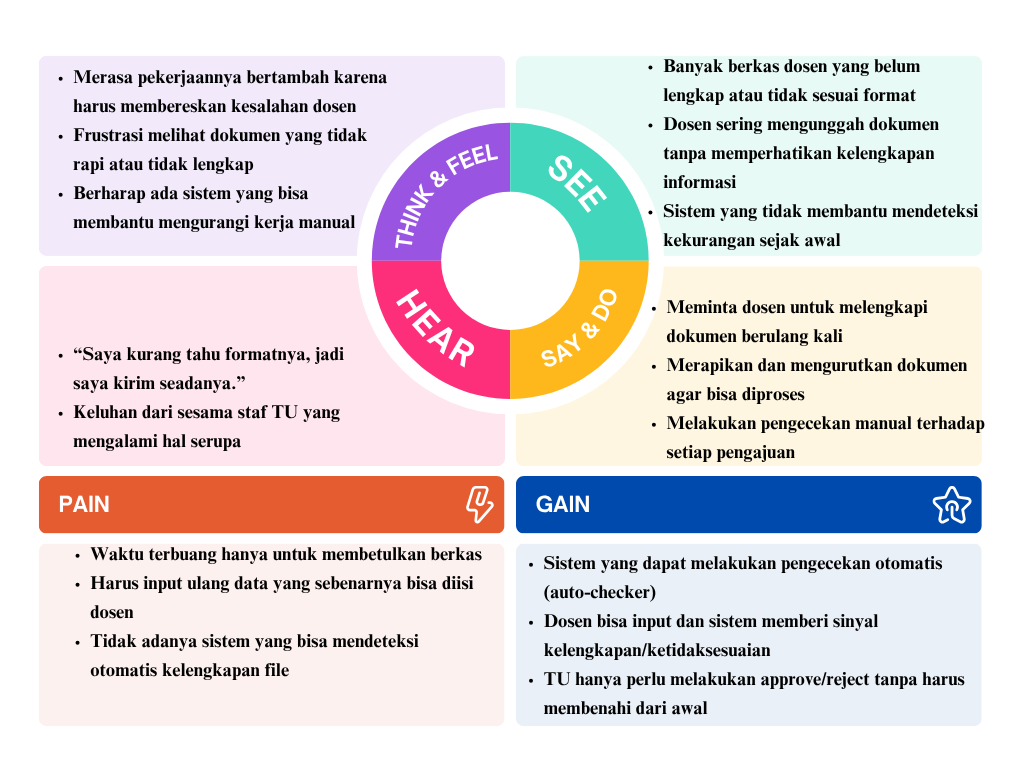 • Merasa pekerjaannya bertambah karena
harus membereskan kesalahan dosen
• Frustrasi melihat dokumen yang tidak
rapi atau tidak lengkap
• Berharap ada sistem yang bisa
membantu mengurangi kerja manual
THINK & FEEL
SEE
• Banyak berkas dosen yang belum
lengkap atau tidak sesuai format
• Dosen sering mengunggah dokumen
tanpa memperhatikan kelengkapan
informasi
• Sistem yang tidak membantu mendeteksi
kekurangan sejak awal
• “Saya kurang tahu formatnya, jadi
saya kirim seadanya.”
• Keluhan dari sesama staf TU yang
mengalami hal serupa
HEAR
SAY & DO
• Meminta dosen untuk melengkapi
dokumen berulang kali
• Merapikan dan mengurutkan dokumen
agar bisa diproses
• Melakukan pengecekan manual terhadap
setiap pengajuan
PAIN
• Waktu terbuang hanya untuk membetulkan berkas
• Harus input ulang data yang sebenarnya bisa diisi
dosen
• Tidak adanya sistem yang bisa mendeteksi
otomatis kelengkapan file
GAIN
• Sistem yang dapat melakukan pengecekan otomatis
(auto-checker)
• Dosen bisa input dan sistem memberi sinyal
kelengkapan/ketidaksesuaian
• TU hanya perlu melakukan approve/reject tanpa harus
membenahi dari awal